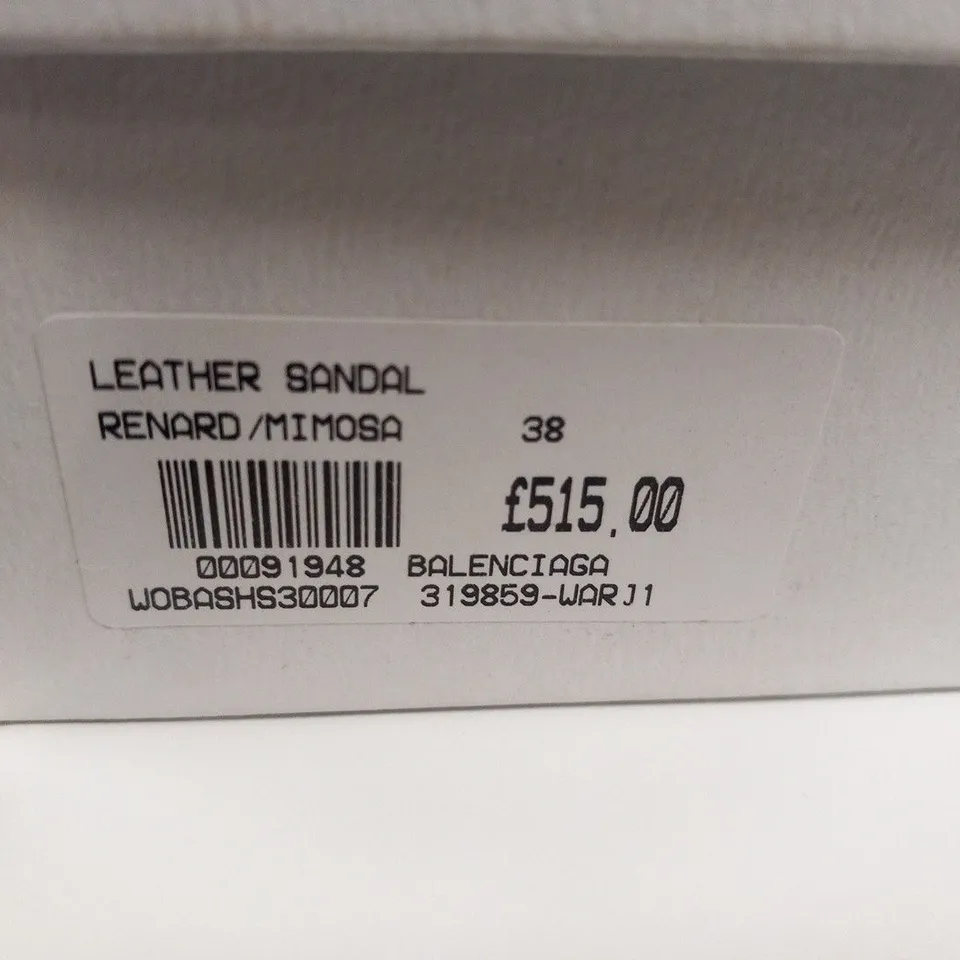 LEATHER SANDAL
RENARD/MIMOSA 38
£515.00
00091948 BALENCIAGA
WOBASHS30007 319859-WARJ1